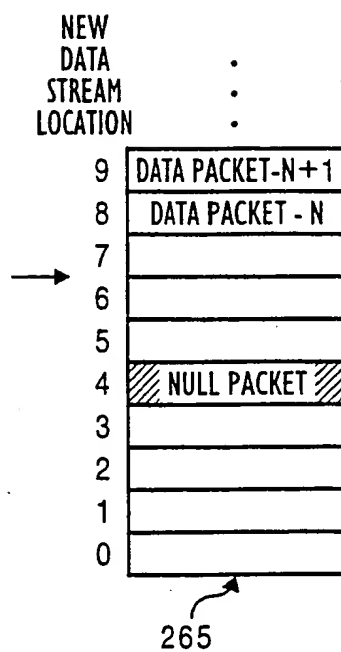 NEW
DATA
STREAM
LOCATION
9 DATA PACKET-N+1
8 DATA PACKET - N
7
6
5
4 NULL PACKET
3
2
1
0
265